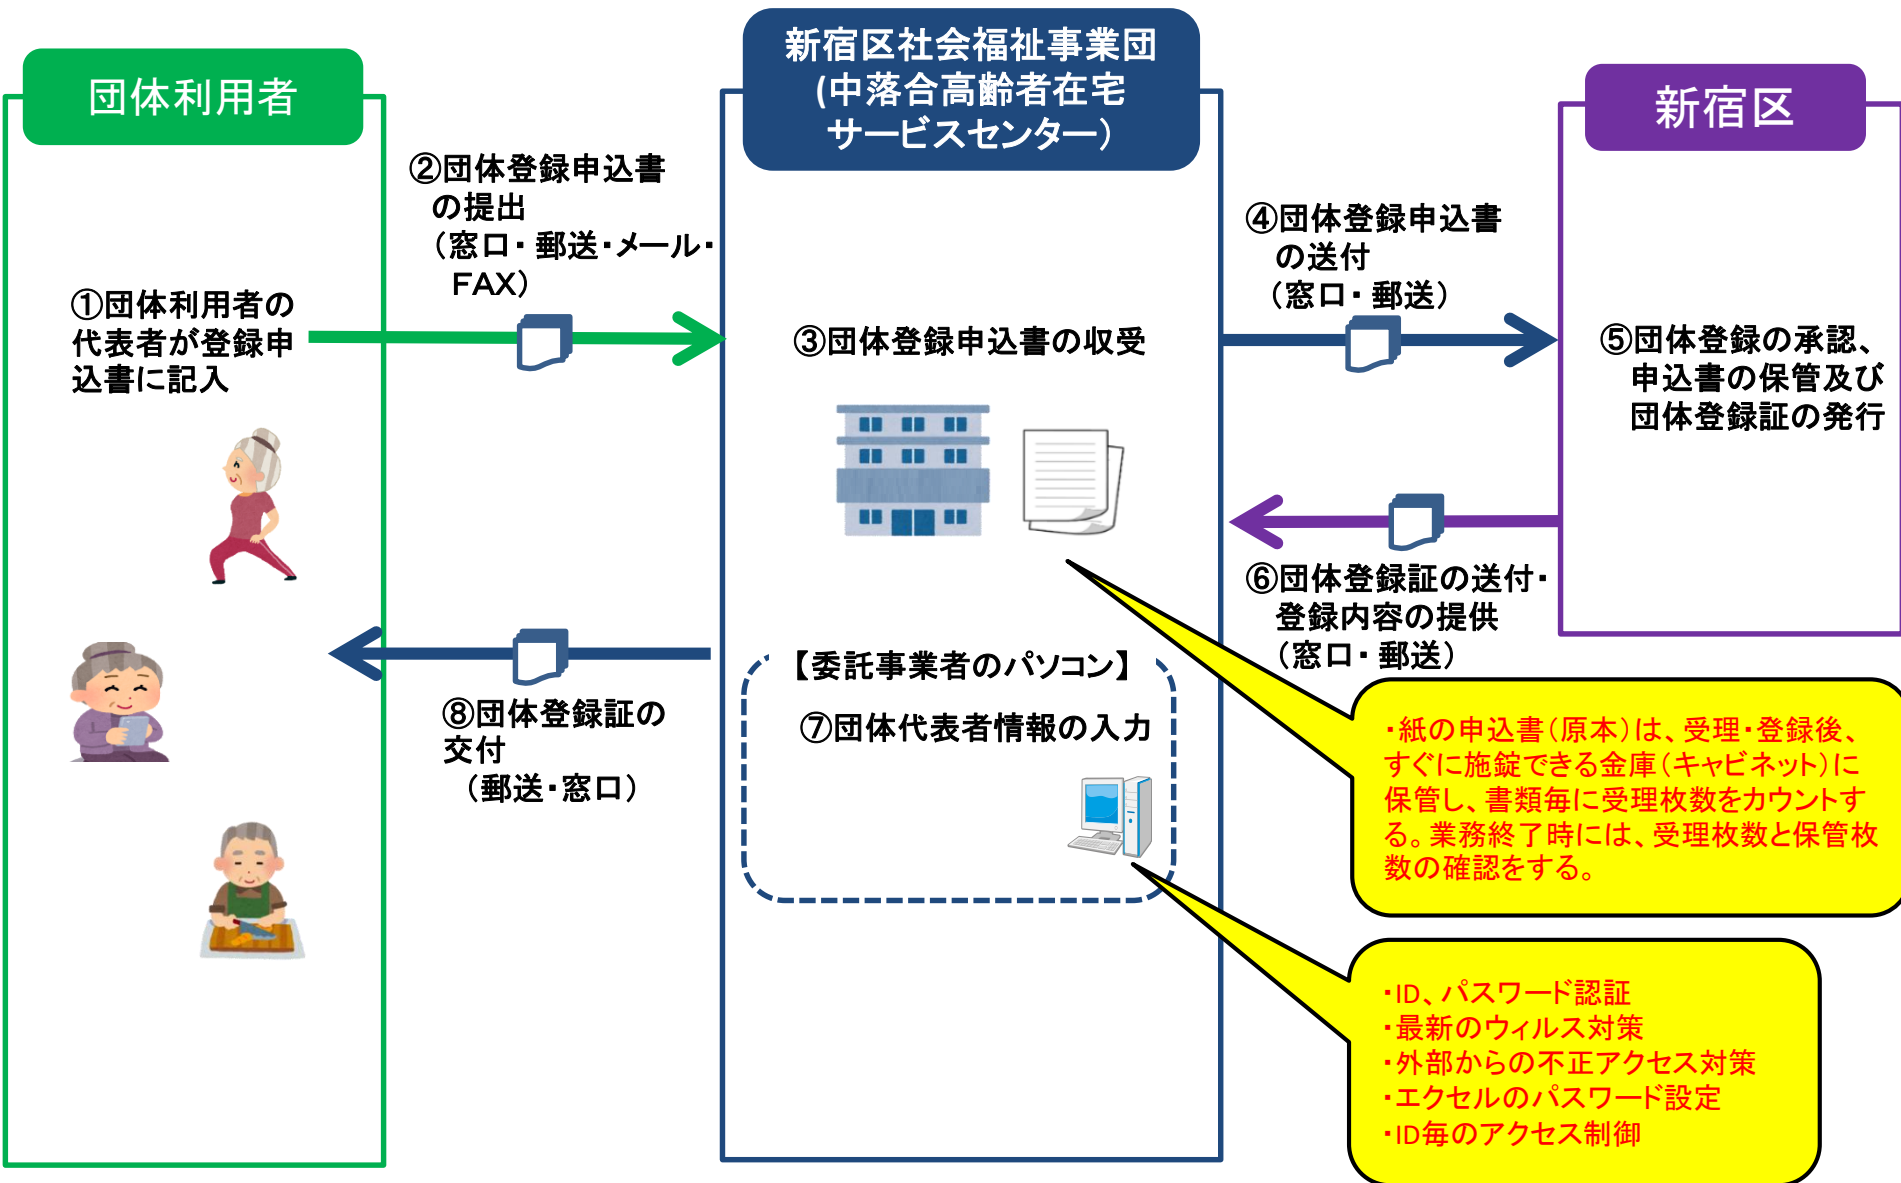 団体利用者
新宿区社会福祉事業団
(中落合高齢者在宅
サービスセンター）
新宿区
①団体利用者の
代表者が登録申
込書に記入
②団体登録申込書
の提出
（窓口・郵送・メール・
FAX）
③団体登録申込書の収受
④団体登録申込書
の送付
（窓口・郵送）
⑤団体登録の承認、
申込書の保管及び
団体登録証の発行
⑥団体登録証の送付・
登録内容の提供
（窓口・郵送）
【委託事業者のパソコン】
⑦団体代表者情報の入力
⑧団体登録証の
交付
（郵送・窓口）
・紙の申込書（原本）は、受理・登録後、
すぐに施錠できる金庫（キャビネット）に
保管し、書類毎に受理枚数をカウントす
る。業務終了時には、受理枚数と保管枚
数の確認をする。
・ID、パスワード認証
・最新のウィルス対策
・外部からの不正アクセス対策
・エクセルのパスワード設定
・ID毎のアクセス制御